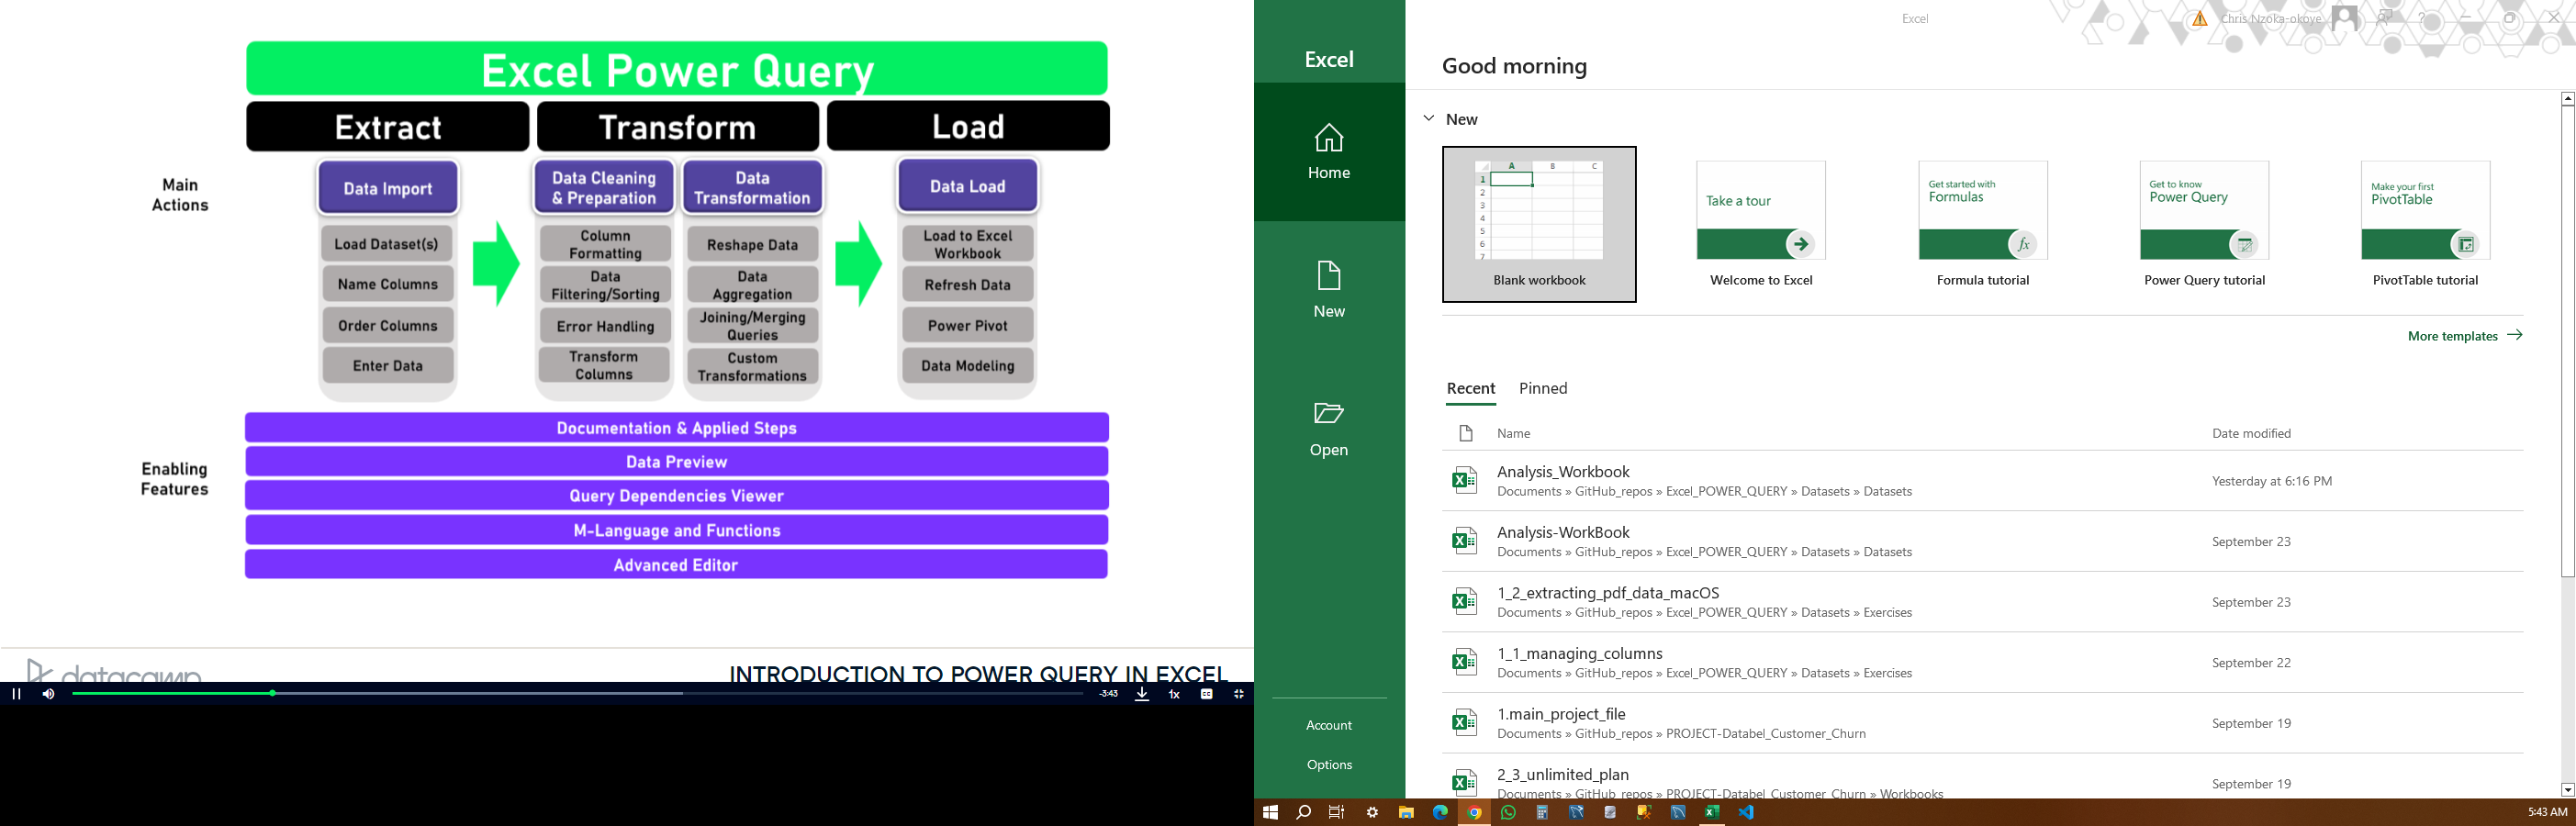 Excel Power Query
Extract
Transform
Load
Main
Actions
Data Import
Load Dataset(s)
Name Columns
Order Columns
Enter Data
Data Cleaning
& Preparation
Column
Formatting
Data
Filtering/Sorting
Error Handling
Transform
Columns
Data
Transformation
Reshape Data
Data
Aggregation
Joining/Merging
Queries
Custom
Transformations
Data Load
Load to Excel
Workbook
Refresh Data
Power Pivot
Data Modeling
Enabling
Features
Documentation & Applied Steps
Data Preview
Query Dependencies Viewer
M-Language and Functions
Advanced Editor
datacamp
INTRODUCTION TO POWER QUERY IN EXCEL
-3:43
1x
CC
Excel
Home
New
Open
Account
Options
Excel
Chris Nzoka-okoye
?
Good morning
New
A B C
1
2
3
4
5
6
7
Blank workbook
Take a tour
Welcome to Excel
Get started with
Formulas
fx
Formula tutorial
Get to know
Power Query
Power Query tutorial
Make your first
PivotTable
PivotTable tutorial
More templates
Recent Pinned
Name Date modified
Analysis_Workbook
Documents » GitHub_repos » Excel_POWER_QUERY » Datasets » Datasets
Yesterday at 6:16 PM
Analysis-WorkBook
Documents » GitHub_repos » Excel_POWER_QUERY » Datasets » Datasets
September 23
1_2_extracting_pdf_data_macOS
Documents » GitHub_repos » Excel_POWER_QUERY » Datasets » Exercises
September 23
1_1_managing_columns
Documents » GitHub_repos » Excel_POWER_QUERY » Datasets » Exercises
September 22
1.main_project_file
Documents » GitHub_repos » PROJECT-Databel_Customer_Churn
September 19
2_3_unlimited_plan
Documents » GitHub_repos » PROJECT-Databel_Customer_Churn » Workbooks
September 19
5:43 AM